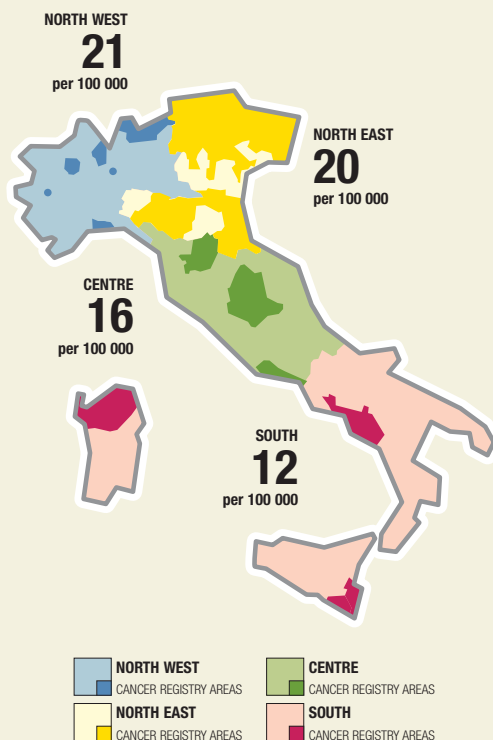 NORTH WEST
21
per 100 000
NORTH EAST
20
per 100 000
CENTRE
16
per 100 000
SOUTH
12
per 100 000
NORTH WEST
CANCER REGISTRY AREAS
CENTRE
CANCER REGISTRY AREAS
NORTH EAST
CANCER REGISTRY AREAS
SOUTH
CANCER REGISTRY AREAS